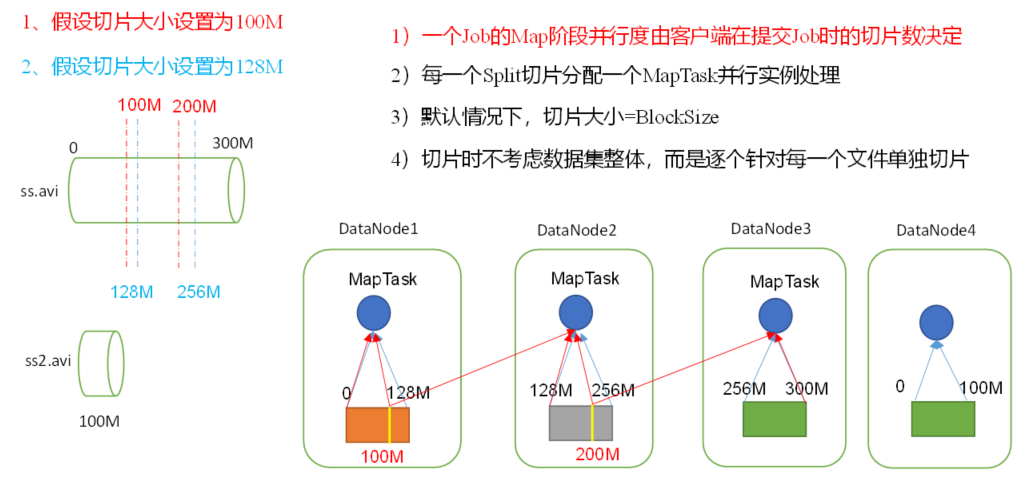 1、假设切片大小设置为100M
2、假设切片大小设置为128M
100M 200M
0 300M
ss.avi
128M 256M
ss2.avi
100M
1）一个Job的Map阶段并行度由客户端在提交Job时的切片数决定
2）每一个Split切片分配一个MapTask并行实例处理
3）默认情况下，切片大小=BlockSize
4）切片时不考虑数据集整体，而是逐个针对每一个文件单独切片
DataNode1
MapTask
0 128M
100M
DataNode2
MapTask
128M 256M
200M
DataNode3
MapTask
256M 300M
DataNode4
0 100M